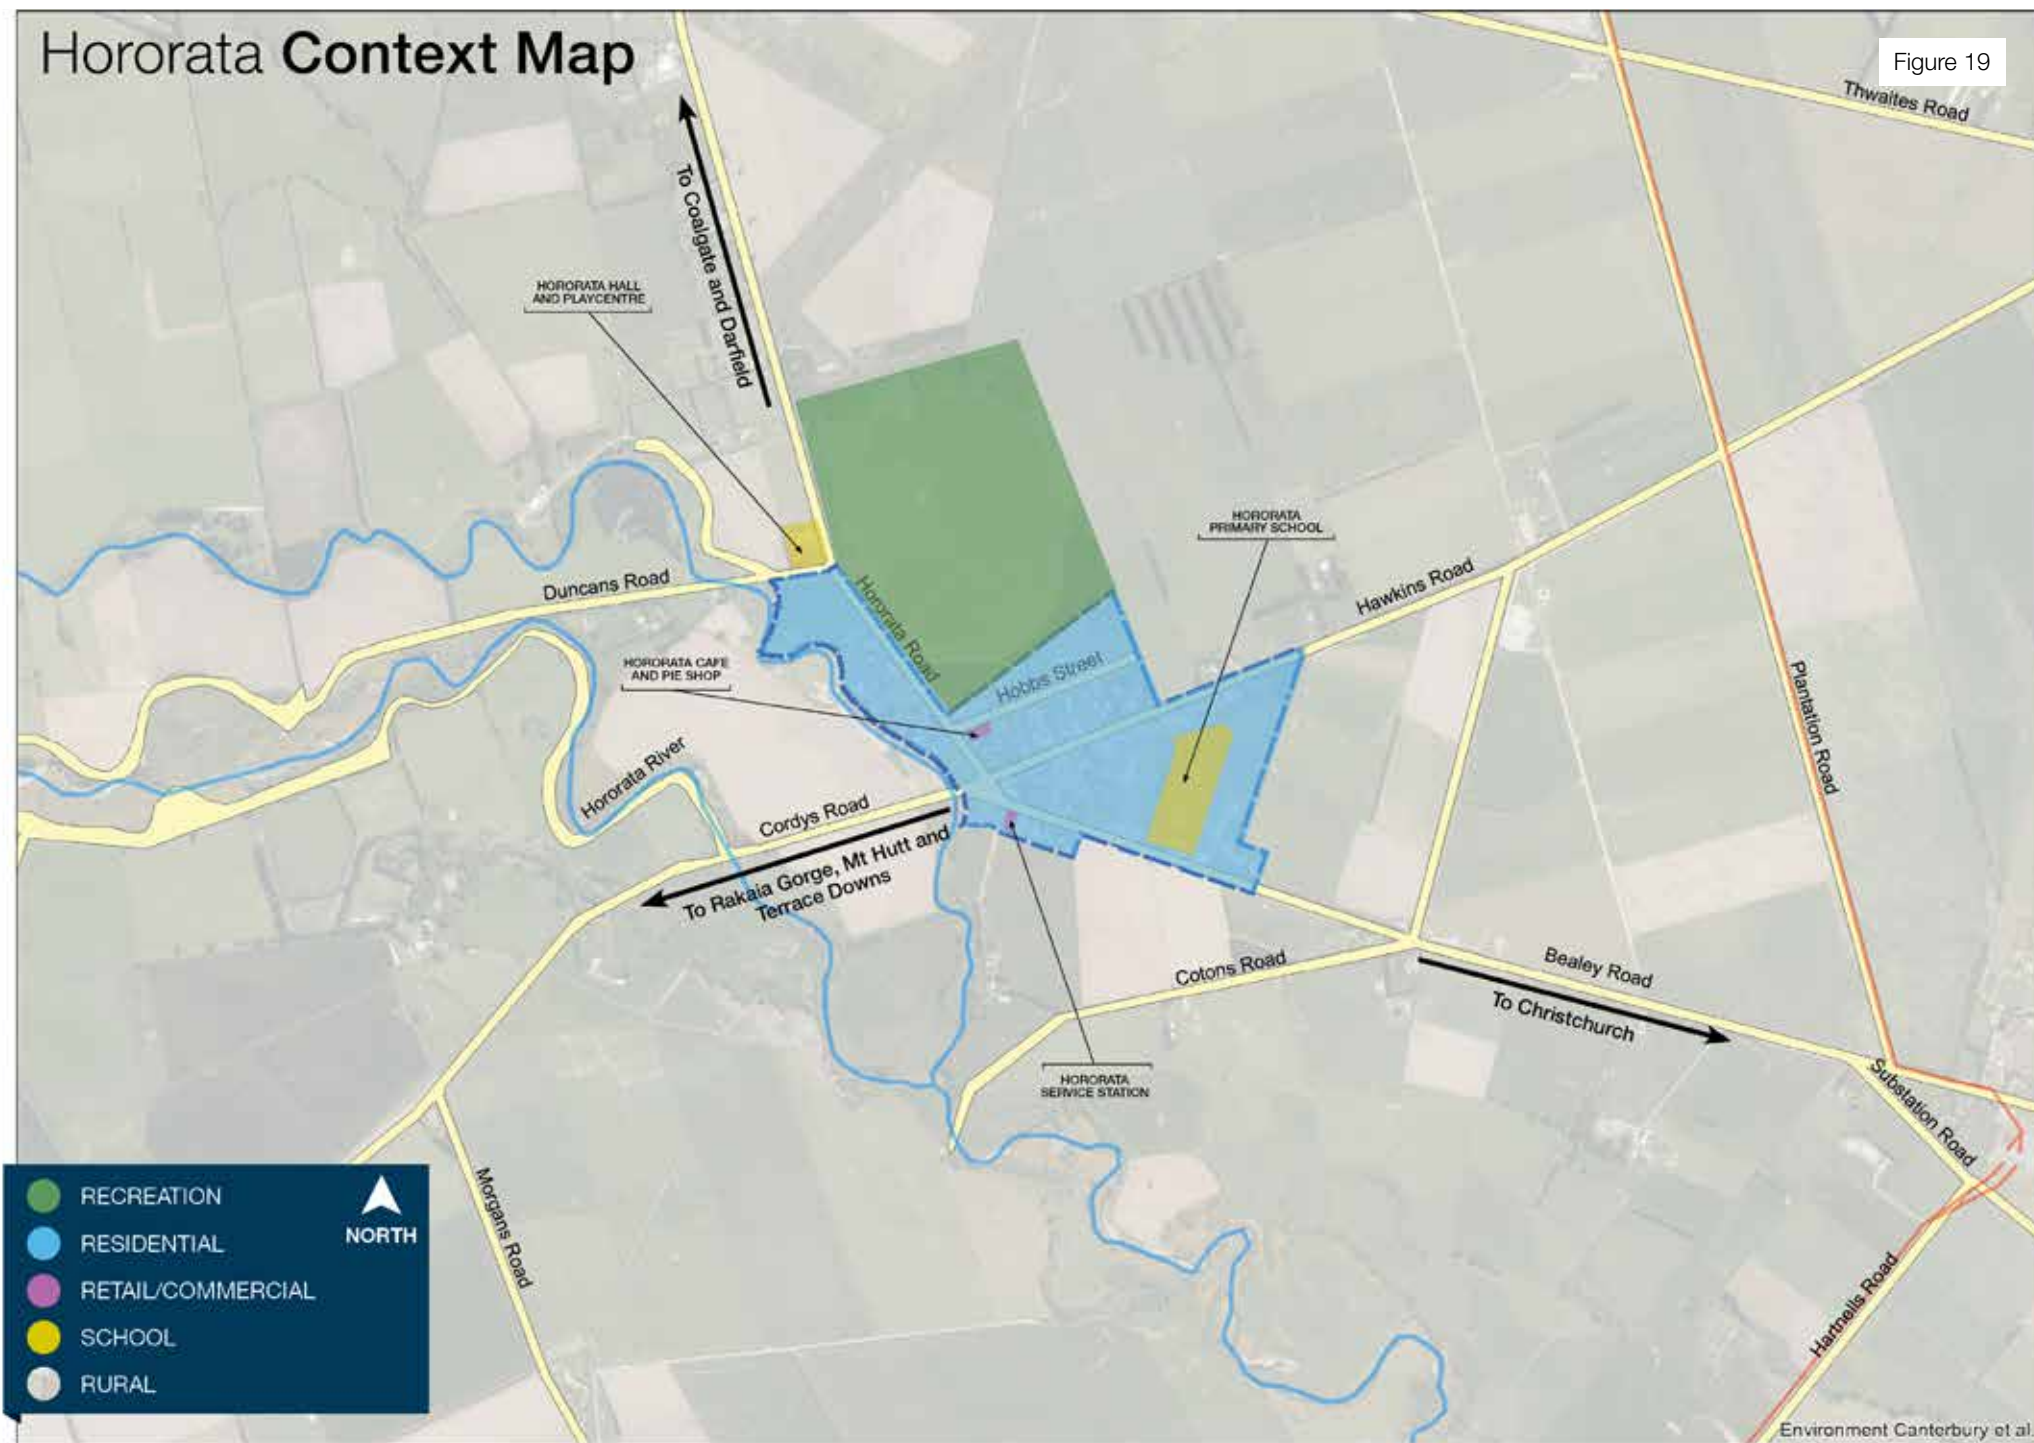 Hororata Context Map
Figure 19
Thwaites Road
To Coalgate and Darfield
HORORATA HALL
AND PLAYCENTRE
HORORATA
PRIMARY SCHOOL
Duncans Road
Hororata Road
Hawkins Road
HORORATA CAFE
AND PIE SHOP
Hobbs Street
Plantation Road
Hororata River
Cordys Road
To Rakaia Gorge, Mt Hutt and
Terrace Downs
Cotons Road
Bealey Road
To Christchurch
HORORATA
SERVICE STATION
Substation Road
Morgans Road
Hartnells Road
RECREATION
RESIDENTIAL
RETAIL/COMMERCIAL
SCHOOL
RURAL
NORTH
Environment Canterbury et al